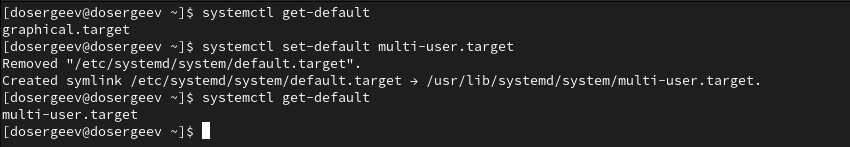 [dosergeev@dosergeev ~]$ systemctl get-default
graphical.target
[dosergeev@dosergeev ~]$ systemctl set-default multi-user.target
Removed "/etc/systemd/system/default.target".
Created symlink /etc/systemd/system/default.target → /usr/lib/systemd/system/multi-user.target.
[dosergeev@dosergeev ~]$ systemctl get-default
multi-user.target
[dosergeev@dosergeev ~]$